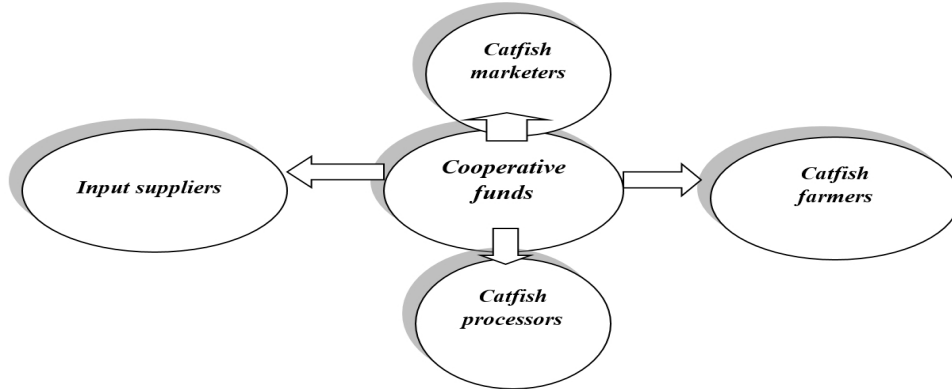 Catfish
marketers
Input suppliers
Cooperative
funds
Catfish
farmers
Catfish
processors